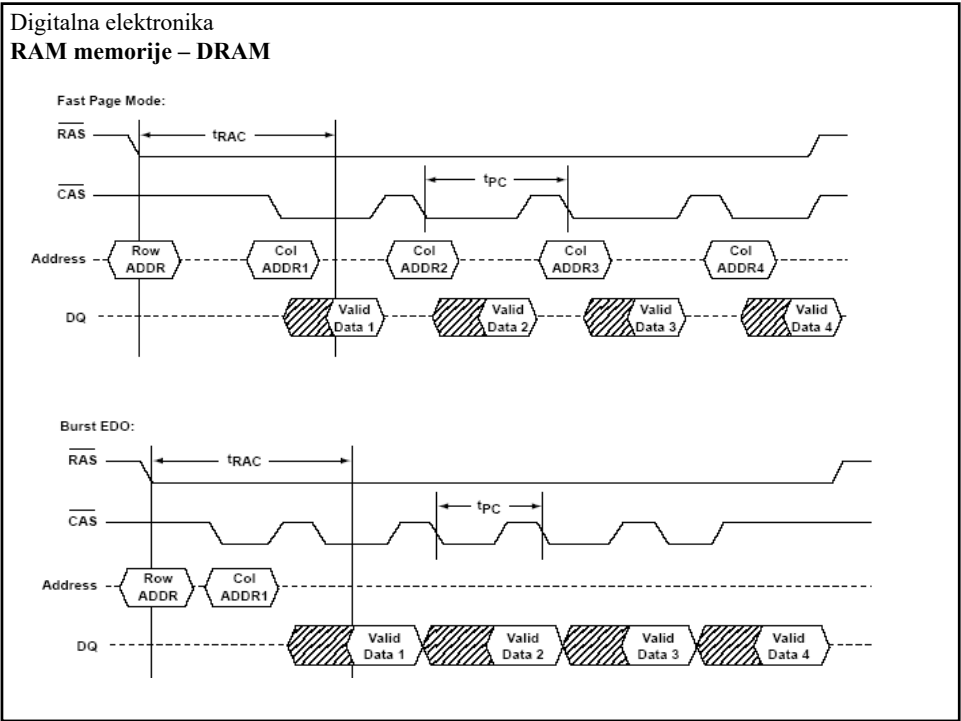 Digitalna elektronika
RAM memorije – DRAM
Fast Page Mode:
RAS
tRAC
CAS
tPC
Address
Row ADDR
Col ADDR1
Col ADDR2
Col ADDR3
Col ADDR4
DQ
Valid Data 1
Valid Data 2
Valid Data 3
Valid Data 4
Burst EDO:
RAS
tRAC
CAS
tPC
Address
Row ADDR
Col ADDR1
DQ
Valid Data 1
Valid Data 2
Valid Data 3
Valid Data 4